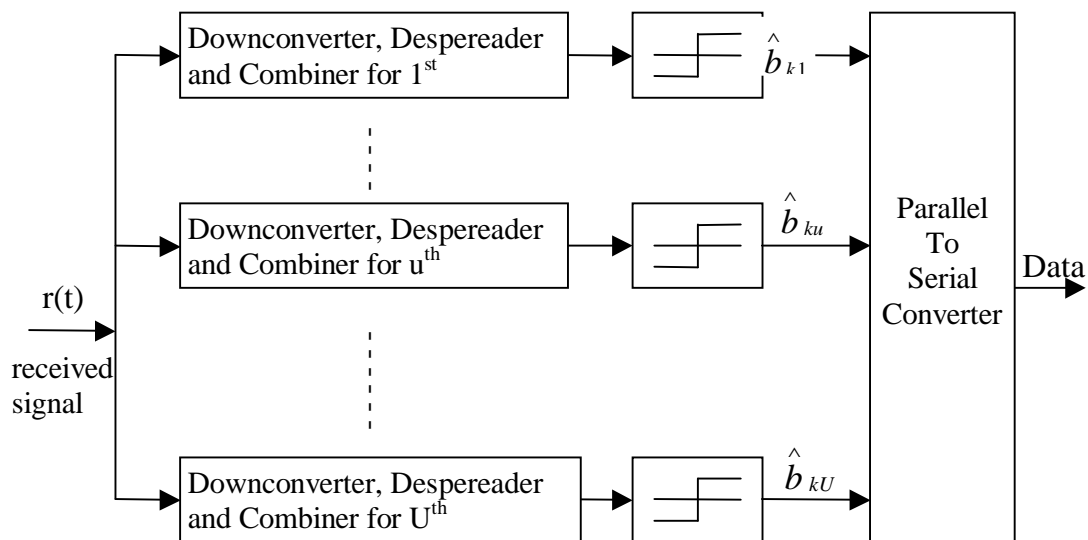 Downconverter, Despereader
and Combiner for 1st
b̂ k1
Downconverter, Despereader
and Combiner for uth
b̂ ku
Parallel
To
Serial
Converter
Data
r(t)
received
signal
Downconverter, Despereader
and Combiner for Uth
b̂ kU